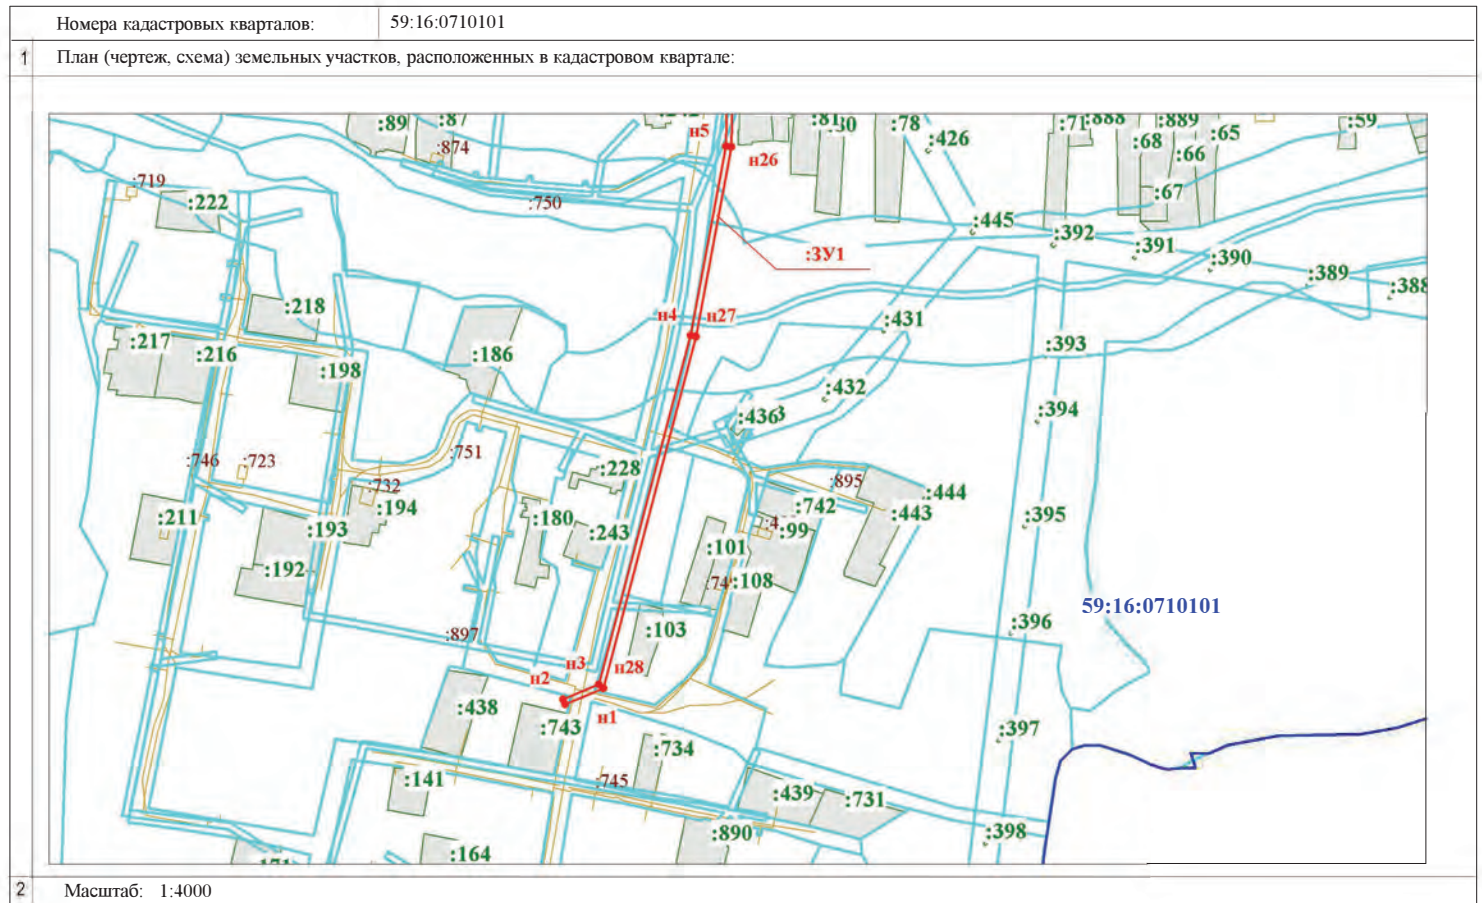 Номера кадастровых кварталов: 59:16:0710101
1 План (чертеж, схема) земельных участков, расположенных в кадастровом квартале:
:89 :87 н5 :81 :78 :71 :888 :889 :59
:426 :68 :65
:874 н26 :66
:719 :67
:222 :750 :445
:392 :391
:ЗУ1 :390
:389 :388
:218 н4 н27 :431
:217 :216 :186 :393
:198 :432
:436 :394
:751
:746 :723 :228 :895
:732 :444
:194 :742 :443
:211 :193 :180 :243 :99 :395
:101
:192 :108
59:16:0710101
:897 :103 :396
н3 н28
н2
:438 н1
:743 :397
:734
:141 :745
:439 :731
:890 :398
:164
2 Масштаб: 1:4000